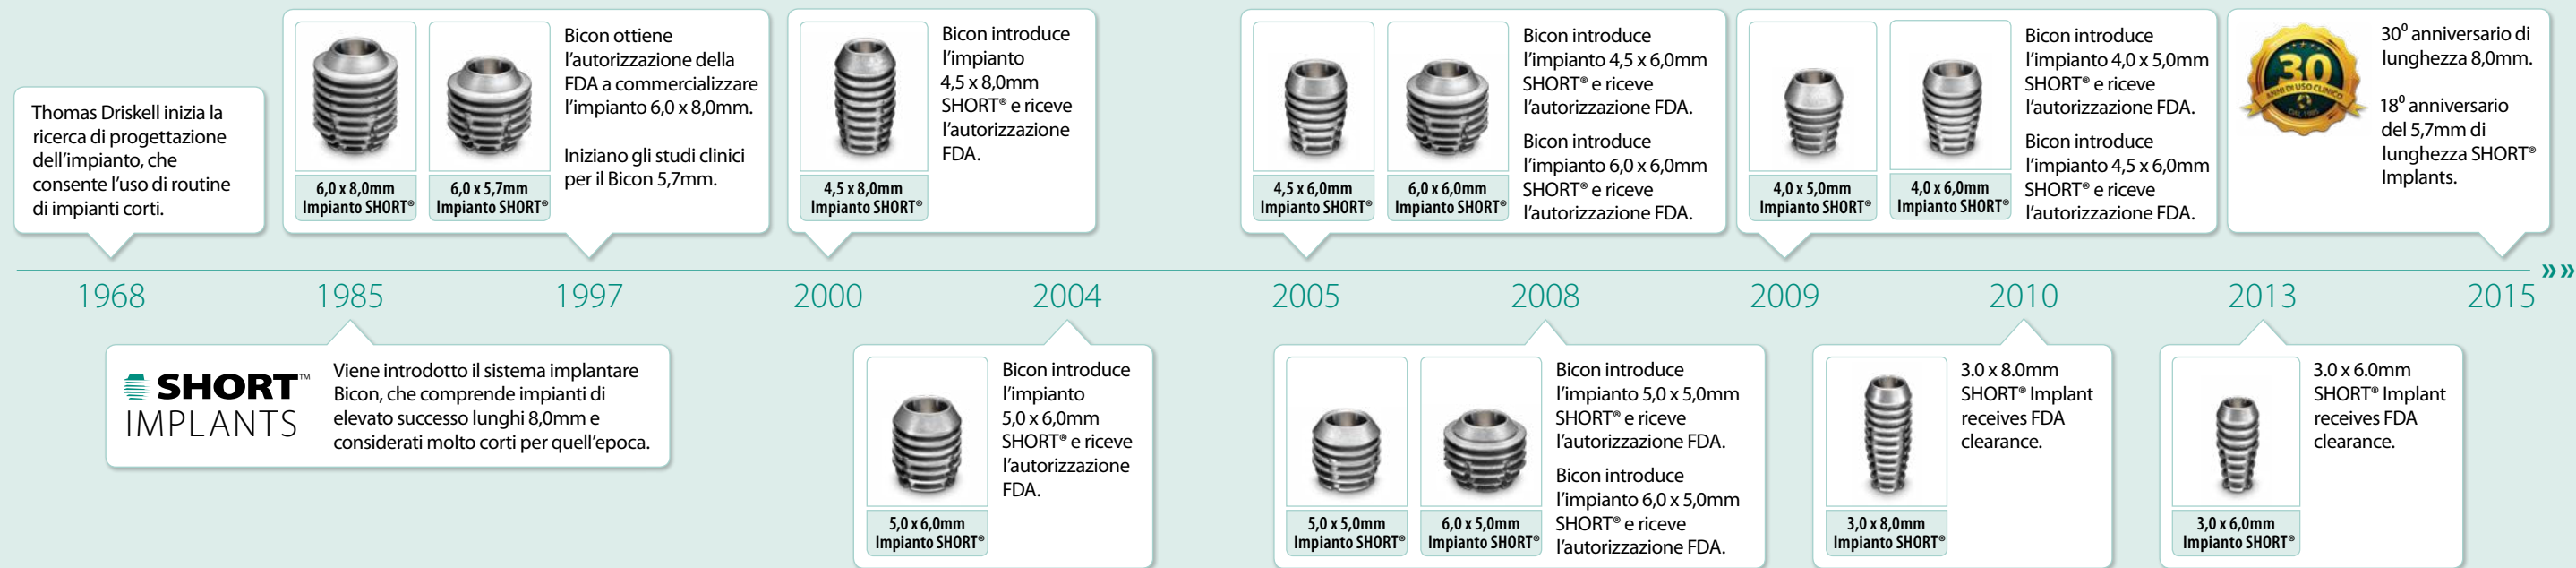 Thomas Driskell inizia la
ricerca di progettazione
dell'impianto, che
consente l'uso di routine
di impianti corti.
6,0 x 8,0mm
Impianto SHORT®
6,0 x 5,7mm
Impianto SHORT®
Bicon ottiene
l'autorizzazione della
FDA a commercializzare
l'impianto 6,0 x 8,0mm.
Iniziano gli studi clinici
per il Bicon 5,7mm.
4,5 x 8,0mm
Impianto SHORT®
Bicon introduce
l'impianto
4,5 x 8,0mm
SHORT® e riceve
l'autorizzazione
FDA.
4,5 x 6,0mm
Impianto SHORT®
6,0 x 6,0mm
Impianto SHORT®
Bicon introduce
l'impianto 4,5 x 6,0mm
SHORT® e riceve
l'autorizzazione FDA.
Bicon introduce
l'impianto 6,0 x 6,0mm
SHORT® e riceve
l'autorizzazione FDA.
4,0 x 5,0mm
Impianto SHORT®
4,0 x 6,0mm
Impianto SHORT®
Bicon introduce
l'impianto 4,0 x 5,0mm
SHORT® e riceve
l'autorizzazione FDA.
Bicon introduce
l'impianto 4,5 x 6,0mm
SHORT® e riceve
l'autorizzazione FDA.
30
ANNI DI USO CLINICO
DAL 1985
30⁰ anniversario di
lunghezza 8,0mm.
18⁰ anniversario
del 5,7mm di
lunghezza SHORT®
Implants.
1968 1985 1997 2000 2004 2005 2008 2009 2010 2013 2015 »»
SHORT™
IMPLANTS
Viene introdotto il sistema implantare
Bicon, che comprende impianti di
elevato successo lunghi 8,0mm e
considerati molto corti per quell'epoca.
5,0 x 6,0mm
Impianto SHORT®
Bicon introduce
l'impianto
5,0 x 6,0mm
SHORT® e riceve
l'autorizzazione
FDA.
5,0 x 5,0mm
Impianto SHORT®
6,0 x 5,0mm
Impianto SHORT®
Bicon introduce
l'impianto 5,0 x 5,0mm
SHORT® e riceve
l'autorizzazione FDA.
Bicon introduce
l'impianto 6,0 x 5,0mm
SHORT® e riceve
l'autorizzazione FDA.
3,0 x 8,0mm
Impianto SHORT®
3.0 x 8.0mm
SHORT® Implant
receives FDA
clearance.
3,0 x 6,0mm
Impianto SHORT®
3.0 x 6.0mm
SHORT® Implant
receives FDA
clearance.